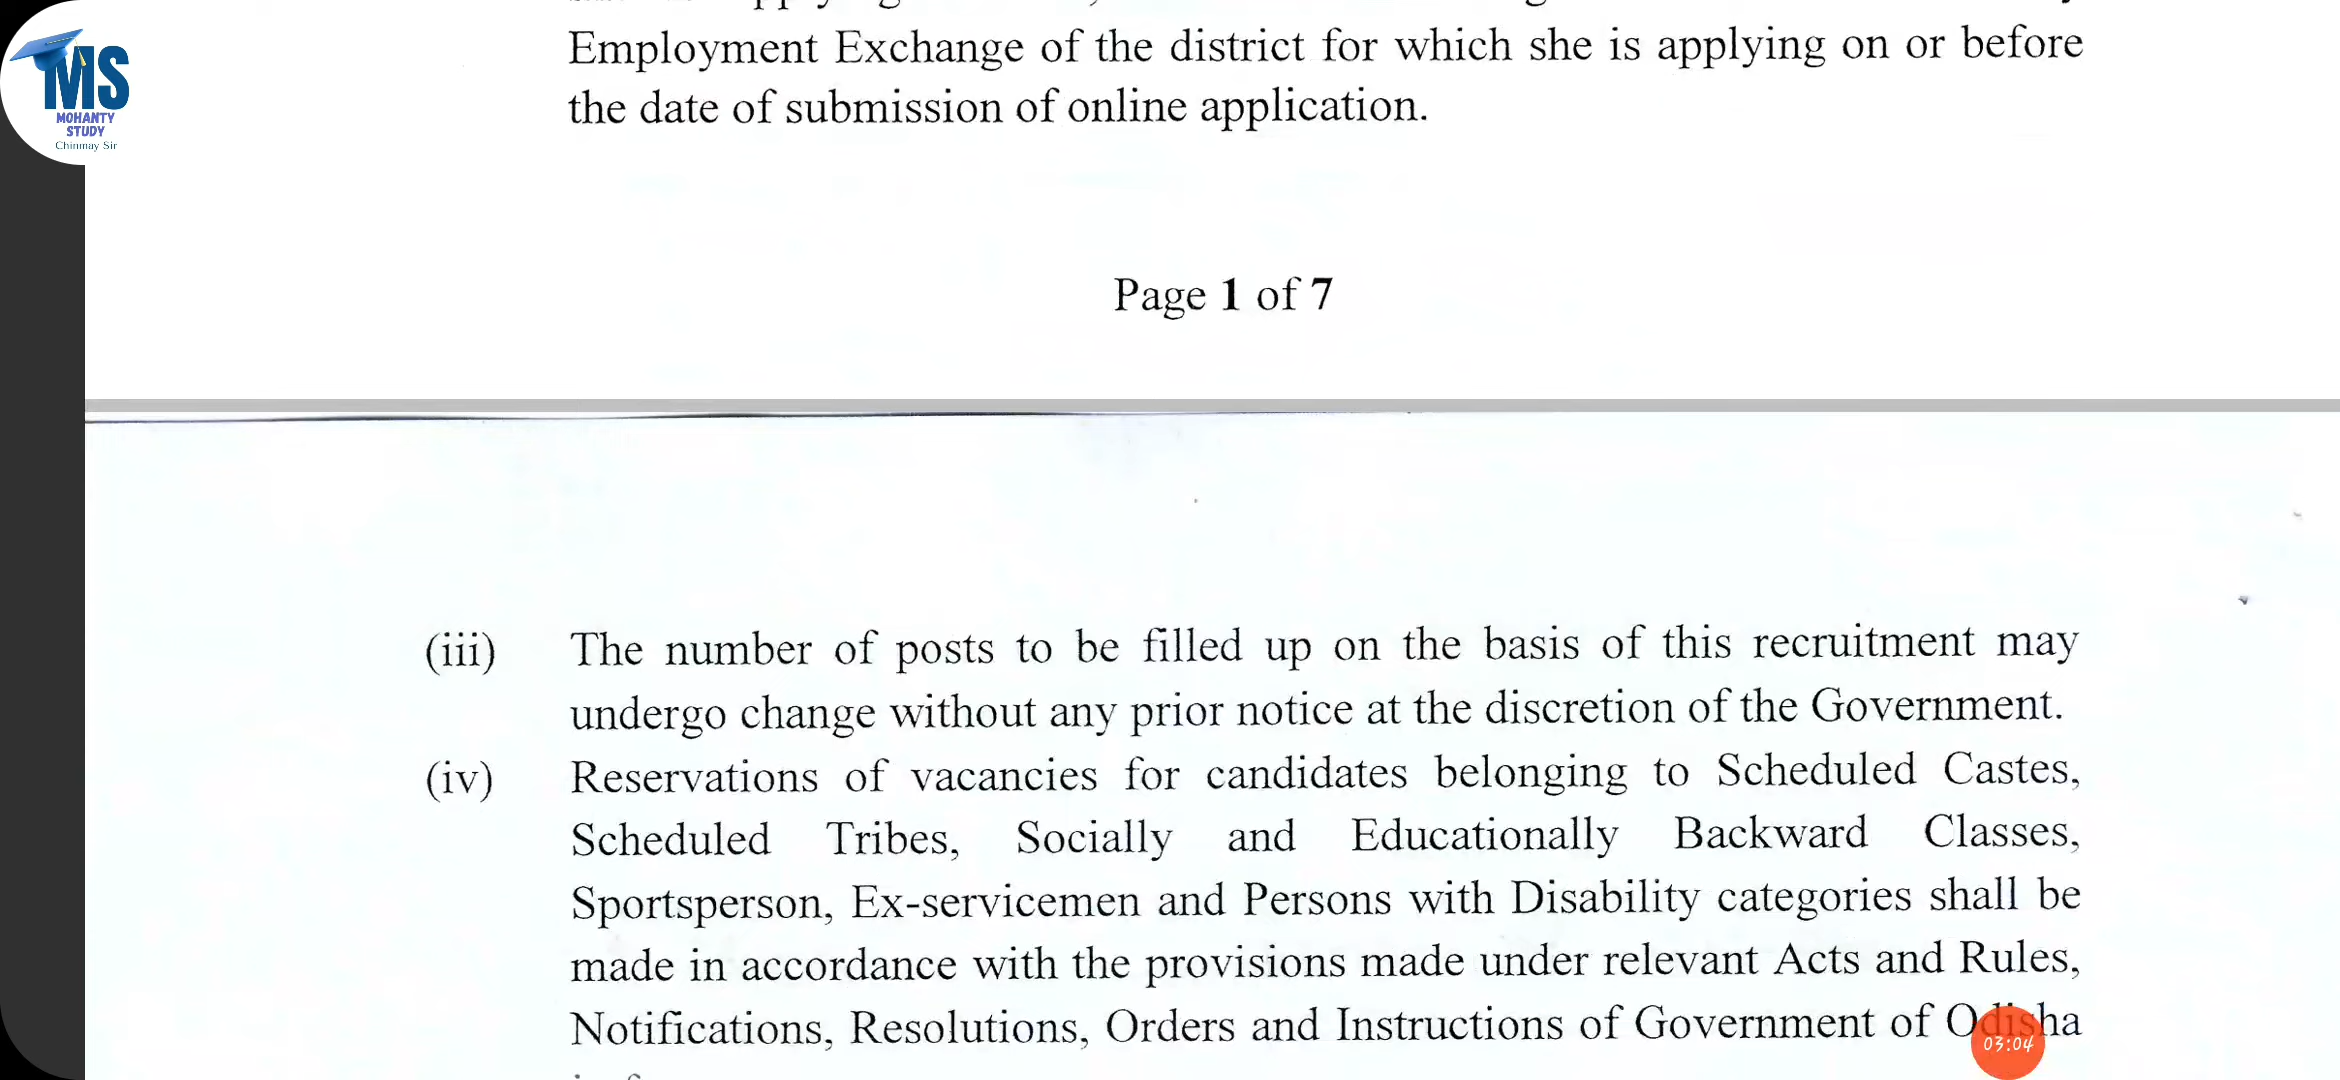 MS
MOHANTY
STUDY
Chinmay Sir
Employment Exchange of the district for which she is applying on or before
the date of submission of online application.
Page 1 of 7
(iii) The number of posts to be filled up on the basis of this recruitment may
undergo change without any prior notice at the discretion of the Government.
(iv) Reservations of vacancies for candidates belonging to Scheduled Castes,
Scheduled Tribes, Socially and Educationally Backward Classes,
Sportsperson, Ex-servicemen and Persons with Disability categories shall be
made in accordance with the provisions made under relevant Acts and Rules,
Notifications, Resolutions, Orders and Instructions of Government of Odisha
03:04